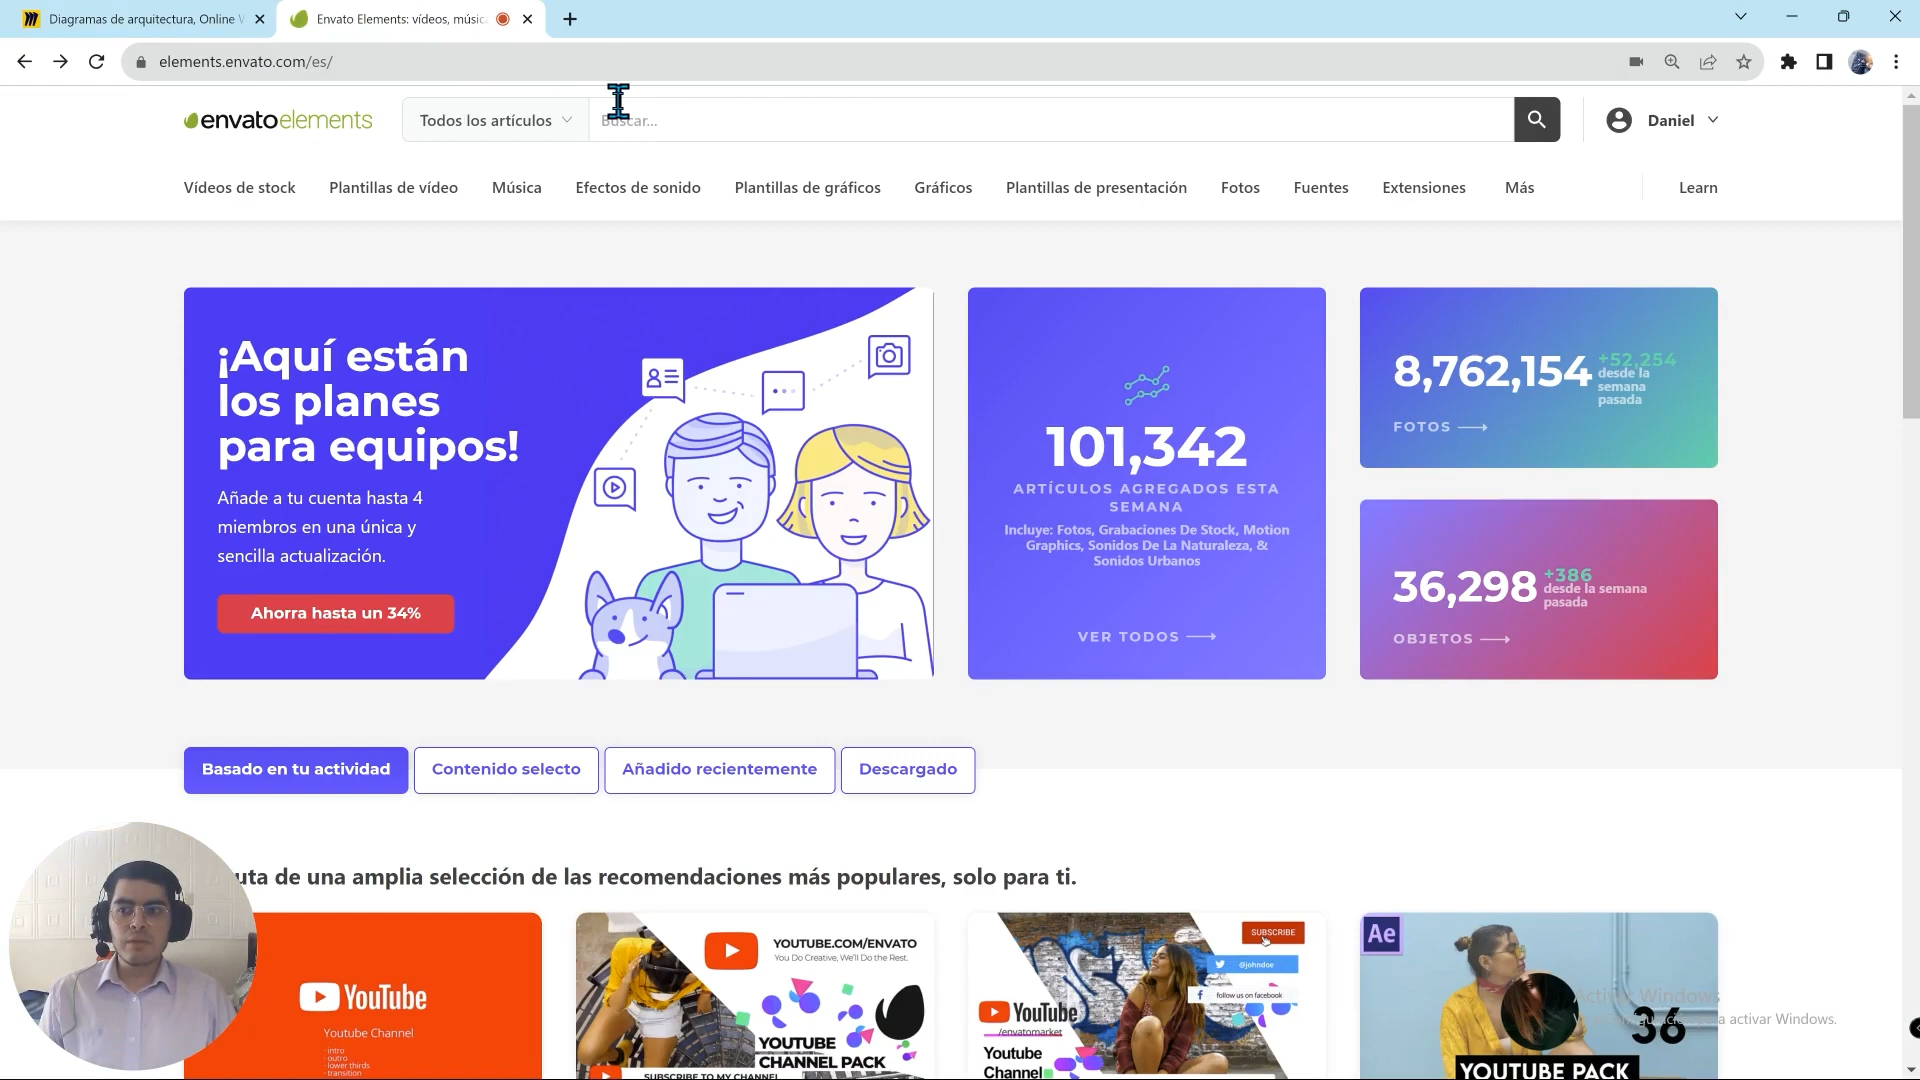 Diagramas de arquitectura, Online
Envato Elements: vídeos, músic
elements.envato.com/es/
envatoelements
Todos los artículos
Buscar...
Daniel
Vídeos de stock
Plantillas de vídeo
Música
Efectos de sonido
Plantillas de gráficos
Gráficos
Plantillas de presentación
Fotos
Fuentes
Extensiones
Más
Learn
¡Aquí están
los planes
para equipos!
Añade a tu cuenta hasta 4
miembros en una única y
sencilla actualización.
Ahorra hasta un 34%
101,342
ARTÍCULOS AGREGADOS ESTA
SEMANA
Incluye: Fotos, Grabaciones De Stock, Motion
Graphics, Sonidos De La Naturaleza, &
Sonidos Urbanos
VER TODOS
8,762,154
+52,254
desde la
semana
pasada
FOTOS
36,298
+386
desde la semana
pasada
OBJETOS
Basado en tu actividad
Contenido selecto
Añadido recientemente
Descargado
uta de una amplia selección de las recomendaciones más populares, solo para ti.
YouTube
Youtube Channel
- intro
- outro
- lower thirds
- transition
YOUTUBE.COM/ENVATO
You Do Creative, We'll Do the Rest.
YOUTUBE
CHANNEL PACK
SUBSCRIBE TO MY CHANNEL
SUBSCRIBE
@johndoe
follow us on facebook
YouTube
/envatomarket
Youtube
Channel
Ae
36
YOUTUBE PACK
Activar Windows
a activar Windows.